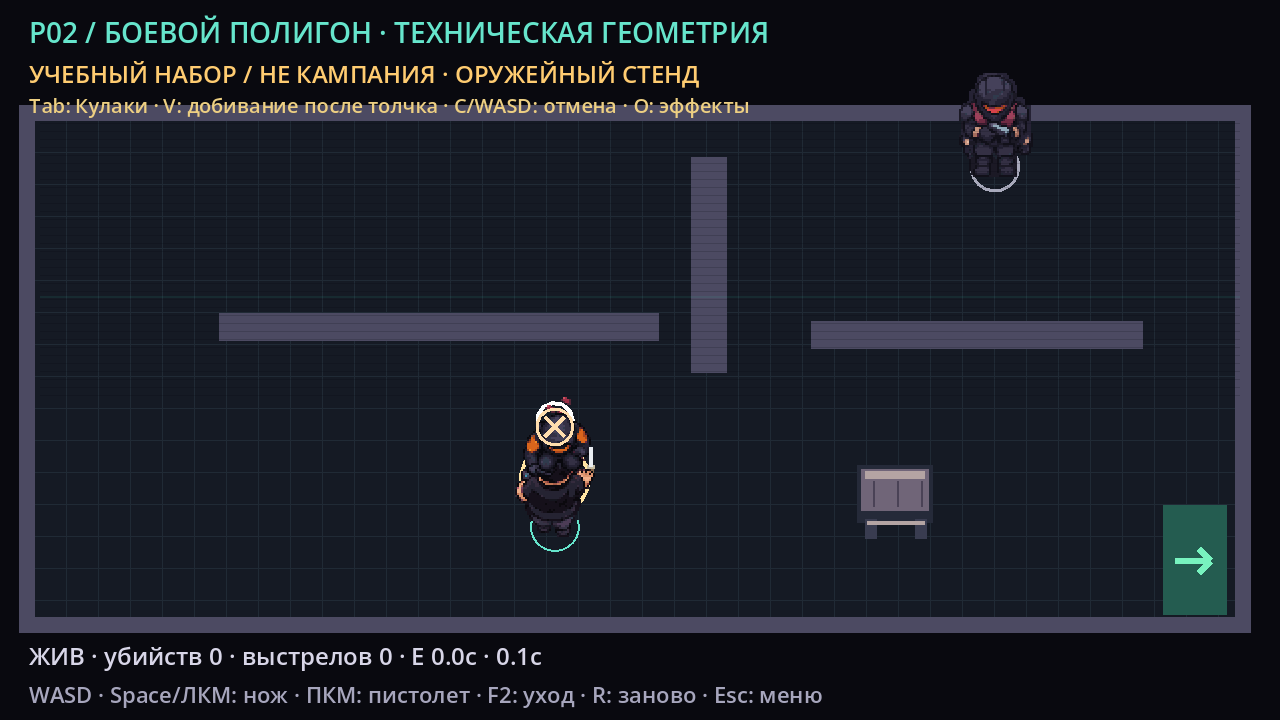 P02 / БОЕВОЙ ПОЛИГОН · ТЕХНИЧЕСКАЯ ГЕОМЕТРИЯ
УЧЕБНЫЙ НАБОР / НЕ КАМПАНИЯ · ОРУЖЕЙНЫЙ СТЕНД
Tab: Кулаки · V: добивание после толчка · C/WASD: отмена · O: эффекты
ЖИВ · убийств 0 · выстрелов 0 · E 0.0с · 0.1с
WASD · Space/ЛКМ: нож · ПКМ: пистолет · F2: уход · R: заново · Esc: меню